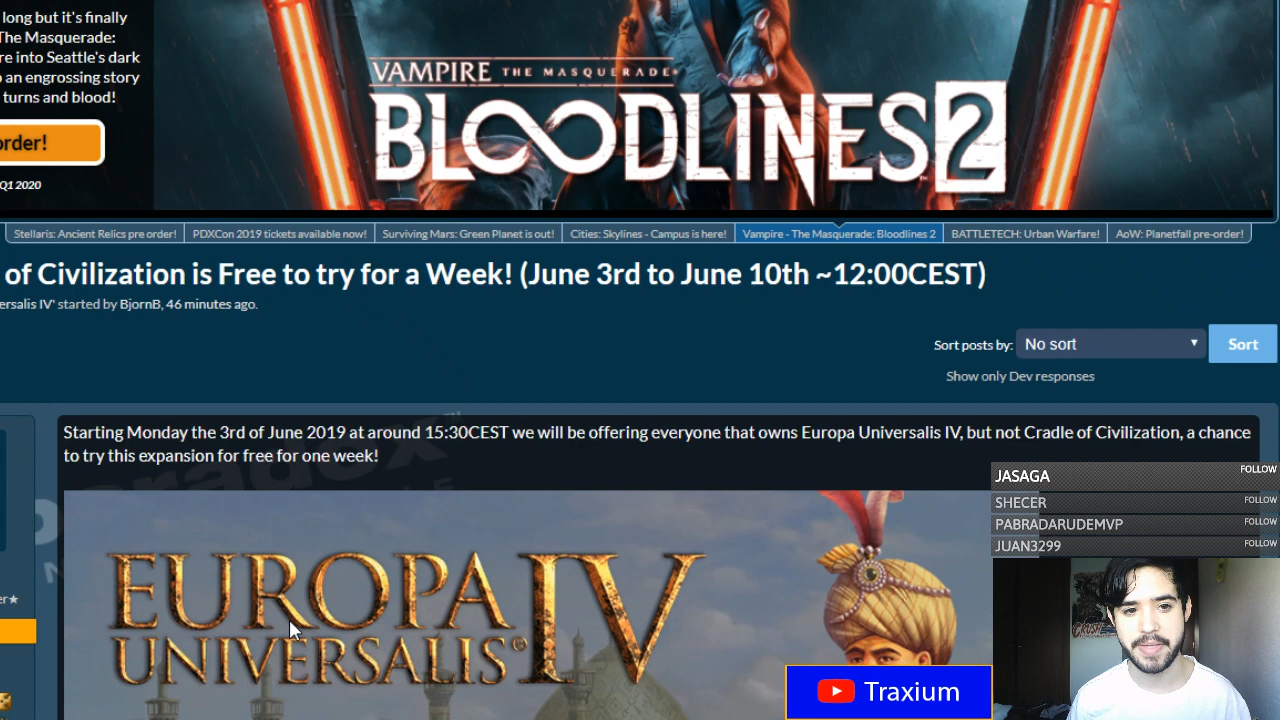 long but it's finally
The Masquerade:
re into Seattle's dark
o an engrossing story
turns and blood!
order!
Q1 2020
VAMPIRE THE MASQUERADE
BLOODLINES 2
Stellaris: Ancient Relics pre order! PDXCon 2019 tickets available now! Surviving Mars: Green Planet is out! Cities: Skylines - Campus is here! Vampire - The Masquerade: Bloodlines 2 BATTLETECH: Urban Warfare! AoW: Planetfall pre-order!
of Civilization is Free to try for a Week! (June 3rd to June 10th ~12:00CEST)
ersalis IV' started by BjornB, 46 minutes ago.
Sort posts by: No sort Sort
Show only Dev responses
Starting Monday the 3rd of June 2019 at around 15:30CEST we will be offering everyone that owns Europa Universalis IV, but not Cradle of Civilization, a chance
to try this expansion for free for one week!
er★
EUROPA
UNIVERSALIS® IV
JASAGA FOLLOW
SHECER FOLLOW
PABRADARUDEMVP FOLLOW
JUAN3299 FOLLOW
Traxium